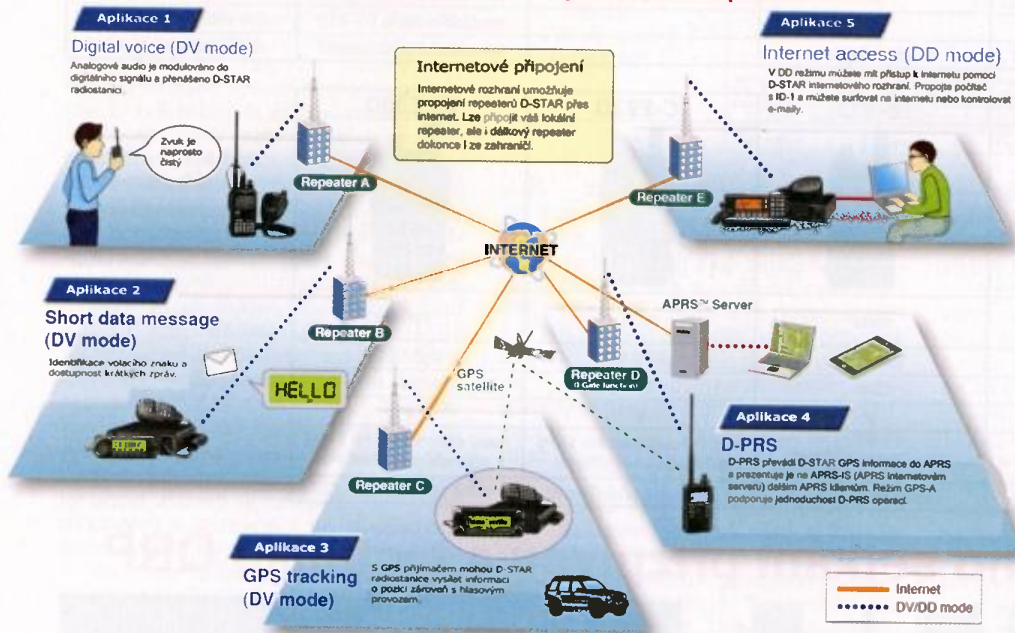 Aplikace 1
Digital voice (DV mode)
Analogové audio je modulováno do
digitálního signálu a přenášeno D-STAR
radiostanicí.
Zvuk je
naprosto
čistý
Repeater A
Internetové připojení
Internetové rozhraní umožňuje
propojení repeaterů D-STAR přes
internet. Lze připojit váš lokální
repeater, ale i dálkový repeater
dokonce i ze zahraničí.
Aplikace 5
Internet access (DD mode)
V DD režimu můžete mít přístup k internetu pomocí
D-STAR internetového rozhraní. Propojte počítač
s ID-1 a můžete surfovat na internetu nebo kontrolovat
e-maily.
Repeater E
INTERNET
Aplikace 2
Short data message
(DV mode)
Identifikace volacího znaku a
dostupnost krátkých zpráv.
HELLO
Repeater B
GPS
satellite
APRS™ Server
Repeater D
(I-Gate function)
Aplikace 4
D-PRS
D-PRS převádí D-STAR GPS informace do APRS
a prezentuje je na APRS-IS (APRS internetovém
serveru) dalším APRS klientům. Režim GPS-A
podporuje jednoduchost D-PRS operací.
Repeater C
Aplikace 3
GPS tracking
(DV mode)
S GPS přijímačem mohou D-STAR
radiostanice vysílat informaci
o pozici zároveň s hlasovým
provozem.
Internet
DV/DD mode